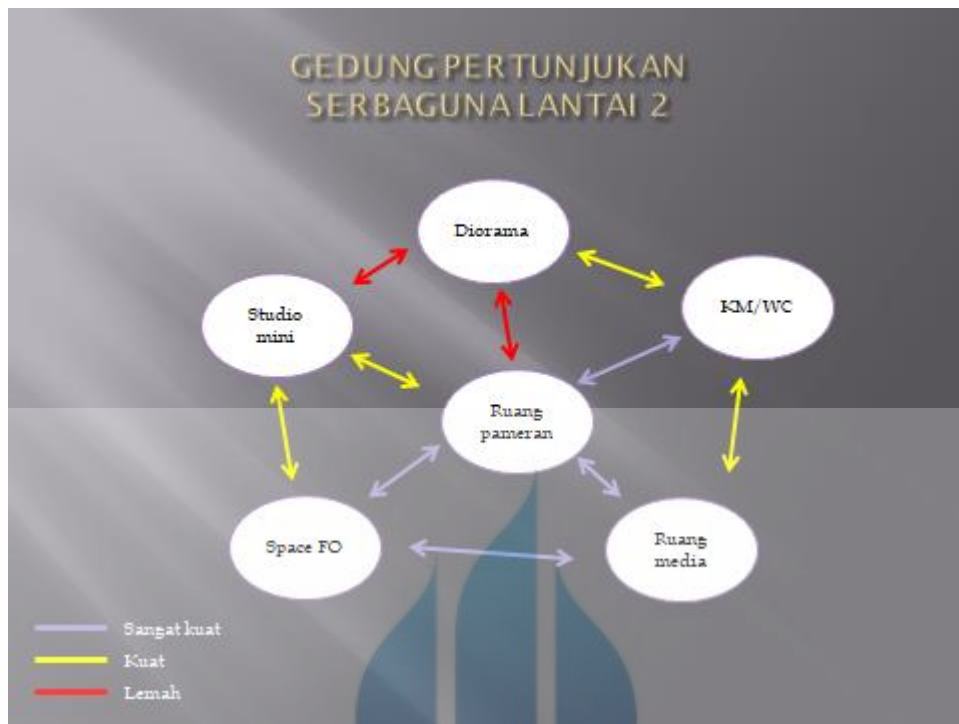 GEDUNG PERTUNJUKAN
SERBAGUNA LANTAI 2
Diorama
KM/WC
Studio
mini
Ruang
pameran
Space FO
Ruang
media
Sangat kuat
Kuat
Lemah